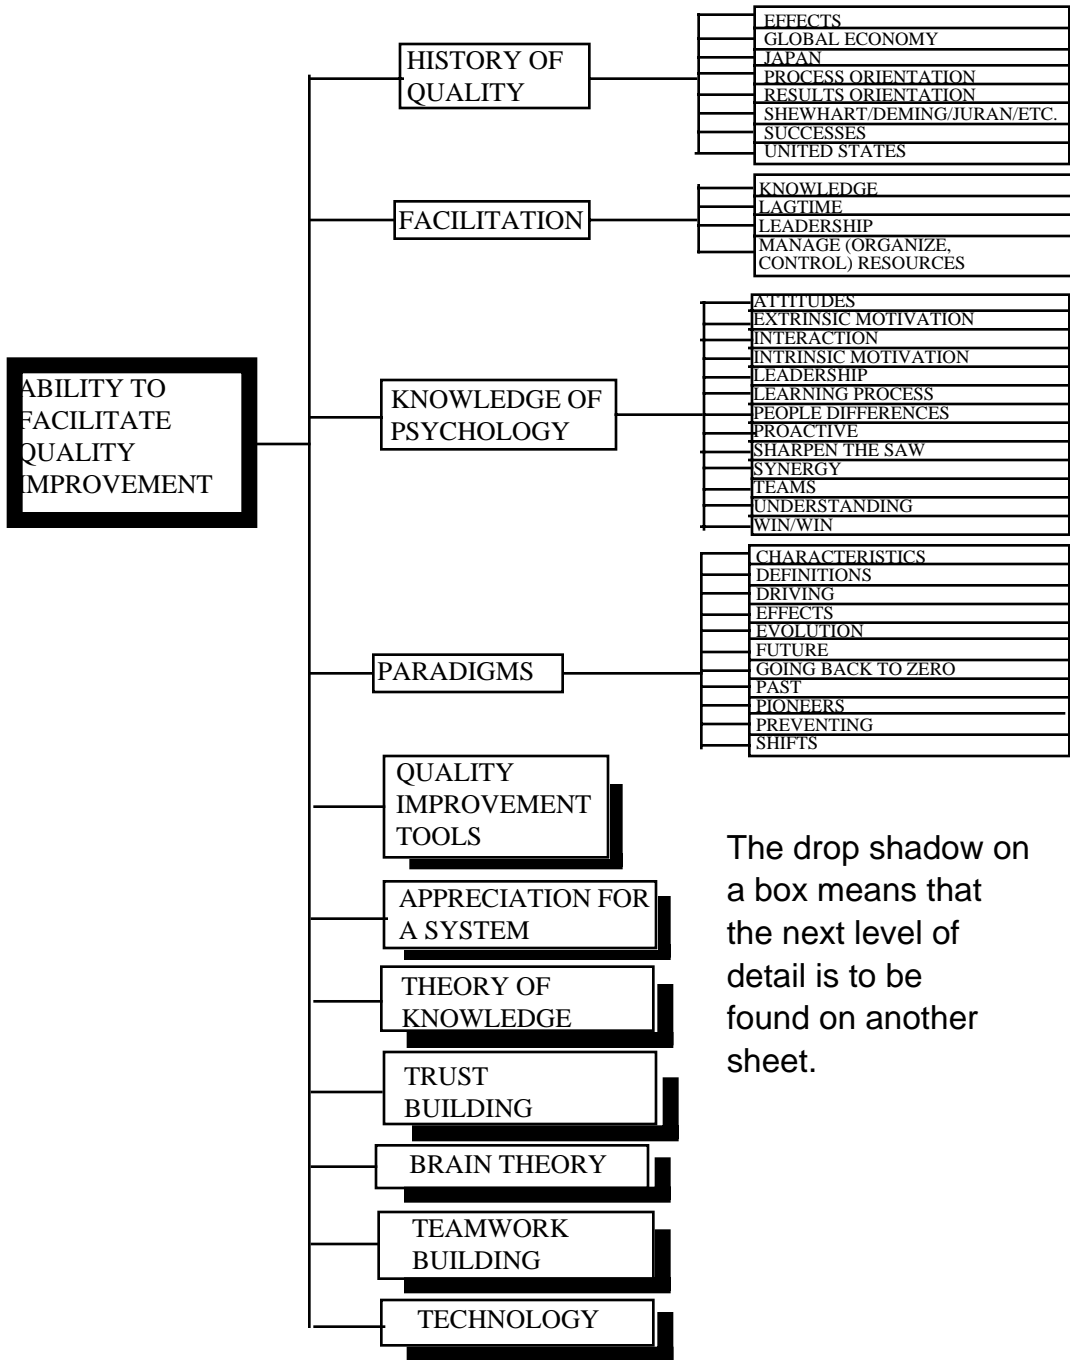 ABILITY TO
FACILITATE
QUALITY
IMPROVEMENT
HISTORY OF
QUALITY
EFFECTS
GLOBAL ECONOMY
JAPAN
PROCESS ORIENTATION
RESULTS ORIENTATION
SHEWHART/DEMING/JURAN/ETC.
SUCCESSES
UNITED STATES
FACILITATION
KNOWLEDGE
LAGTIME
LEADERSHIP
MANAGE (ORGANIZE,
CONTROL) RESOURCES
KNOWLEDGE OF
PSYCHOLOGY
ATTITUDES
EXTRINSIC MOTIVATION
INTERACTION
INTRINSIC MOTIVATION
LEADERSHIP
LEARNING PROCESS
PEOPLE DIFFERENCES
PROACTIVE
SHARPEN THE SAW
SYNERGY
TEAMS
UNDERSTANDING
WIN/WIN
PARADIGMS
CHARACTERISTICS
DEFINITIONS
DRIVING
EFFECTS
EVOLUTION
FUTURE
GOING BACK TO ZERO
PAST
PIONEERS
PREVENTING
SHIFTS
QUALITY
IMPROVEMENT
TOOLS
APPRECIATION FOR
A SYSTEM
THEORY OF
KNOWLEDGE
TRUST
BUILDING
BRAIN THEORY
TEAMWORK
BUILDING
TECHNOLOGY
The drop shadow on
a box means that
the next level of
detail is to be
found on another
sheet.